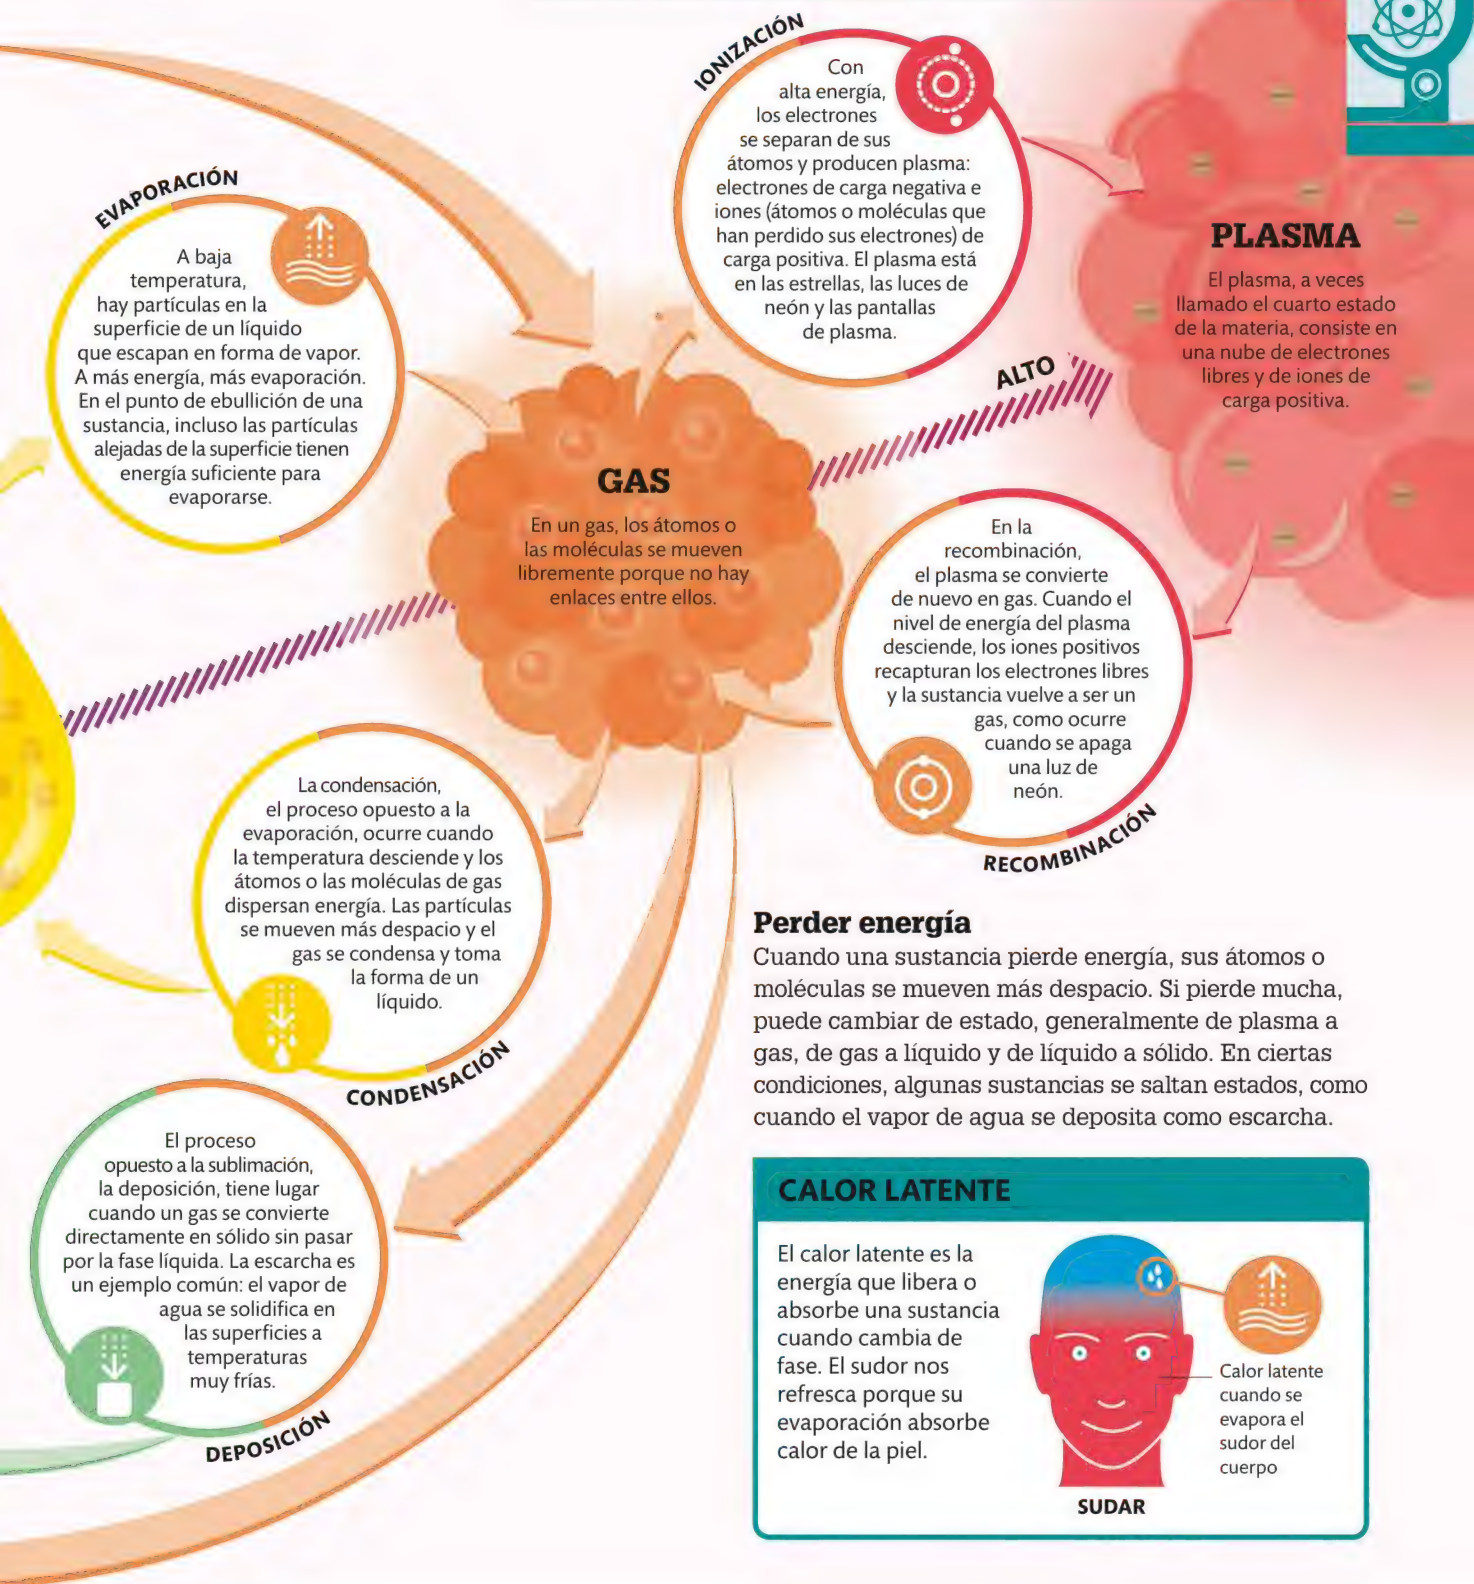 IONIZACIÓN
Con
alta energía,
los electrones
se separan de sus
átomos y producen plasma:
electrones de carga negativa e
iones (átomos o moléculas que
han perdido sus electrones) de
carga positiva. El plasma está
en las estrellas, las luces de
neón y las pantallas
de plasma.
EVAPORACIÓN
A baja
temperatura,
hay partículas en la
superficie de un líquido
que escapan en forma de vapor.
A más energía, más evaporación.
En el punto de ebullición de una
sustancia, incluso las partículas
alejadas de la superficie tienen
energía suficiente para
evaporarse.
PLASMA
El plasma, a veces
llamado el cuarto estado
de la materia, consiste en
una nube de electrones
libres y de iones de
carga positiva.
ALTO
GAS
En un gas, los átomos o
las moléculas se mueven
libremente porque no hay
enlaces entre ellos.
En la
recombinación,
el plasma se convierte
de nuevo en gas. Cuando el
nivel de energía del plasma
desciende, los iones positivos
recapturan los electrones libres
y la sustancia vuelve a ser un
gas, como ocurre
cuando se apaga
una luz de
neón.
RECOMBINACIÓN
La condensación,
el proceso opuesto a la
evaporación, ocurre cuando
la temperatura desciende y los
átomos o las moléculas de gas
dispersan energía. Las partículas
se mueven más despacio y el
gas se condensa y toma
la forma de un
líquido.
CONDENSACIÓN
El proceso
opuesto a la sublimación,
la deposición, tiene lugar
cuando un gas se convierte
directamente en sólido sin pasar
por la fase líquida. La escarcha es
un ejemplo común: el vapor de
agua se solidifica en
las superficies a
temperaturas
muy frías.
DEPOSICIÓN
Perder energía
Cuando una sustancia pierde energía, sus átomos o
moléculas se mueven más despacio. Si pierde mucha,
puede cambiar de estado, generalmente de plasma a
gas, de gas a líquido y de líquido a sólido. En ciertas
condiciones, algunas sustancias se saltan estados, como
cuando el vapor de agua se deposita como escarcha.
CALOR LATENTE
El calor latente es la
energía que libera o
absorbe una sustancia
cuando cambia de
fase. El sudor nos
refresca porque su
evaporación absorbe
calor de la piel.
Calor latente
cuando se
evapora el
sudor del
cuerpo
SUDAR